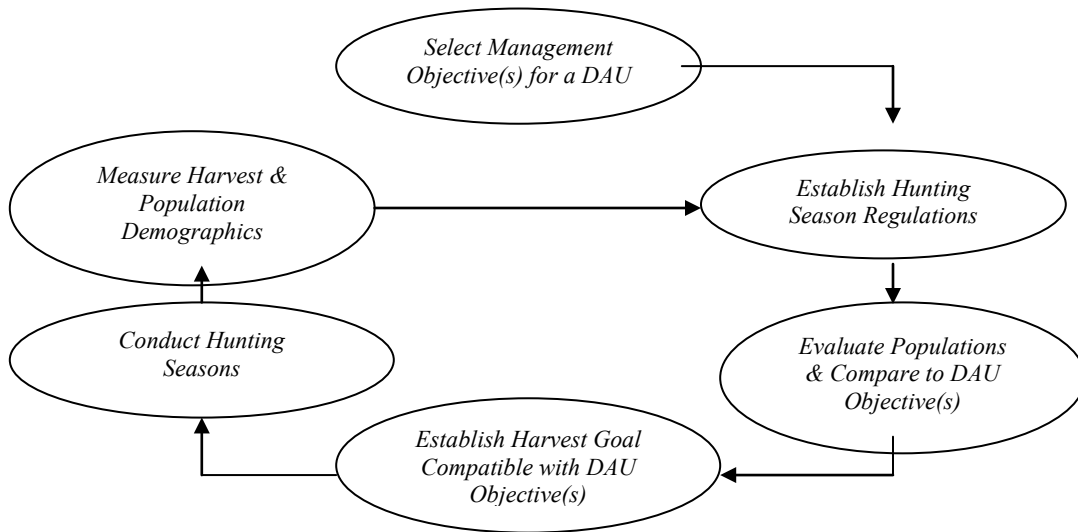 Select Management
Objective(s) for a DAU
Measure Harvest &
Population
Demographics
Establish Hunting
Season Regulations
Conduct Hunting
Seasons
Evaluate Populations
& Compare to DAU
Objective(s)
Establish Harvest Goal
Compatible with DAU
Objective(s)